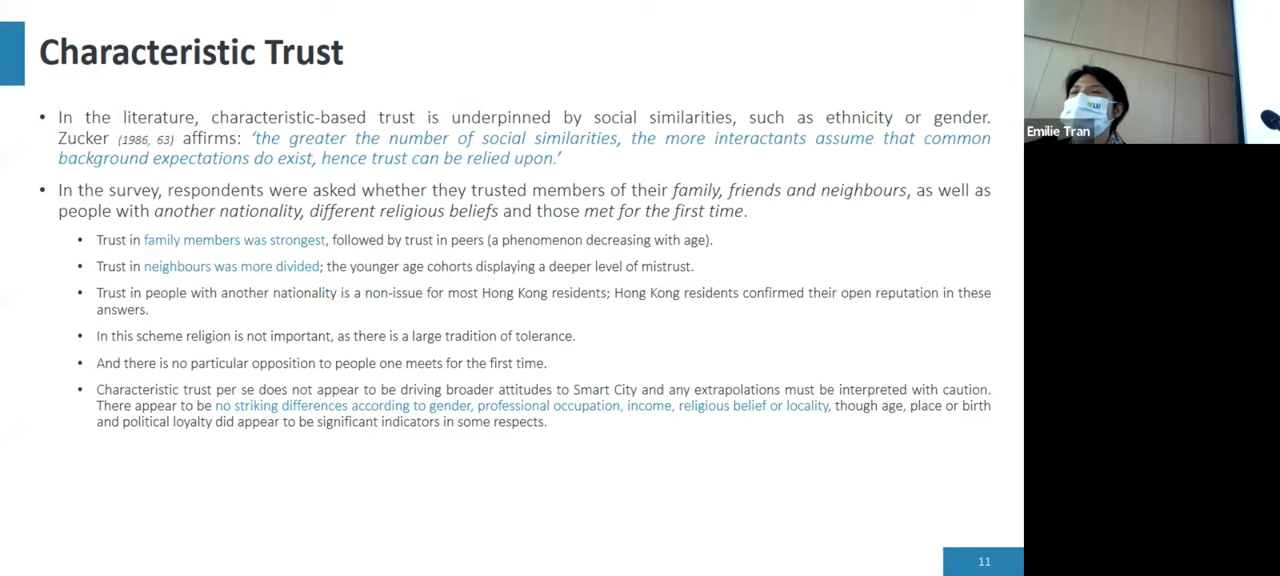 Characteristic Trust
• In the literature, characteristic-based trust is underpinned by social similarities, such as ethnicity or gender.
Zucker (1986, 63) affirms: ‘the greater the number of social similarities, the more interactants assume that common
background expectations do exist, hence trust can be relied upon.’
• In the survey, respondents were asked whether they trusted members of their family, friends and neighbours, as well as
people with another nationality, different religious beliefs and those met for the first time.
• Trust in family members was strongest, followed by trust in peers (a phenomenon decreasing with age).
• Trust in neighbours was more divided; the younger age cohorts displaying a deeper level of mistrust.
• Trust in people with another nationality is a non-issue for most Hong Kong residents; Hong Kong residents confirmed their open reputation in these
answers.
• In this scheme religion is not important, as there is a large tradition of tolerance.
• And there is no particular opposition to people one meets for the first time.
• Characteristic trust per se does not appear to be driving broader attitudes to Smart City and any extrapolations must be interpreted with caution.
There appear to be no striking differences according to gender, professional occupation, income, religious belief or locality, though age, place or birth
and political loyalty did appear to be significant indicators in some respects.
11
Emilie Tran